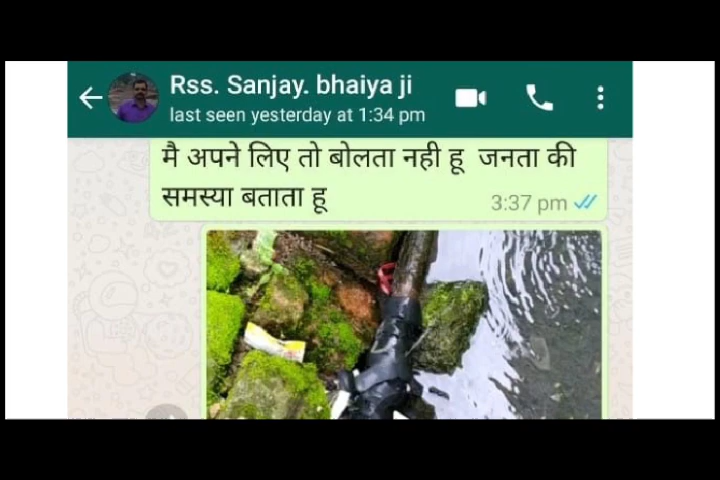 Rss. Sanjay. bhaiya ji
last seen yesterday at 1:34 pm
मै अपने लिए तो बोलता नही हू जनता की
समस्या बताता हू
3:37 pm